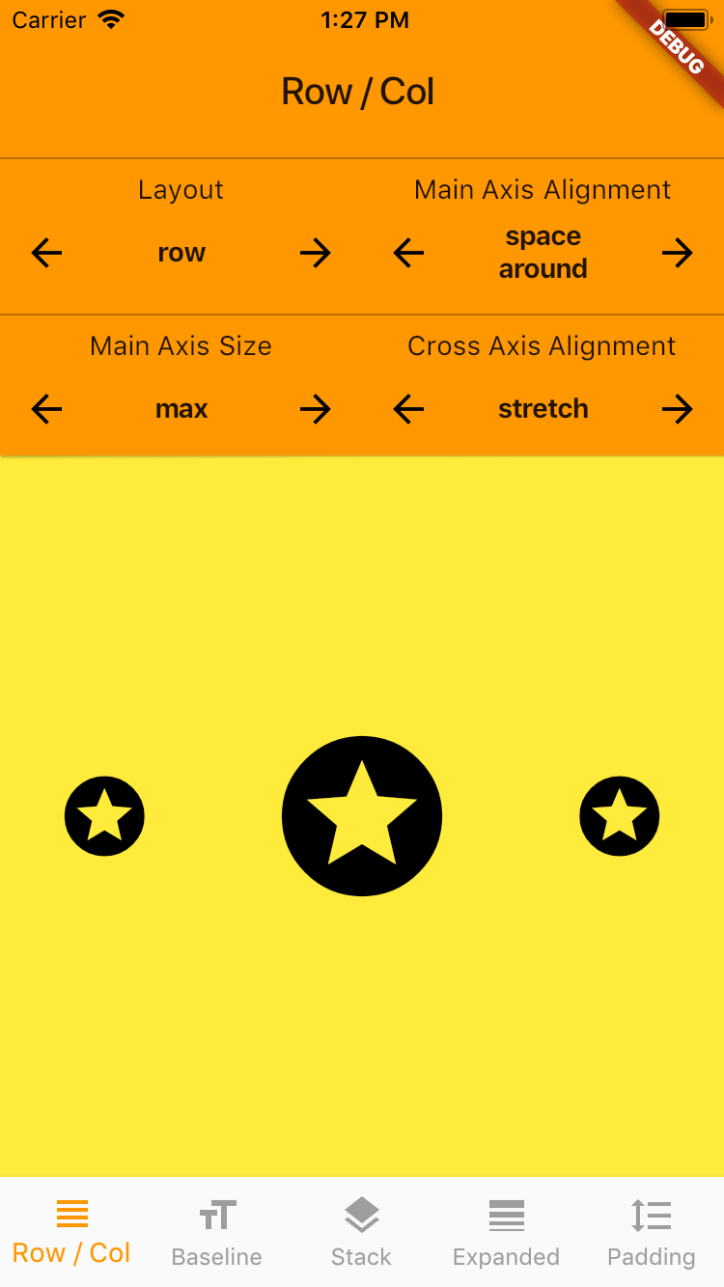 Carrier 1:27 PM
DEBUG
Row / Col
Layout
Main Axis Alignment
row
space
around
Main Axis Size
Cross Axis Alignment
max
stretch
Row / Col
Baseline
Stack
Expanded
Padding